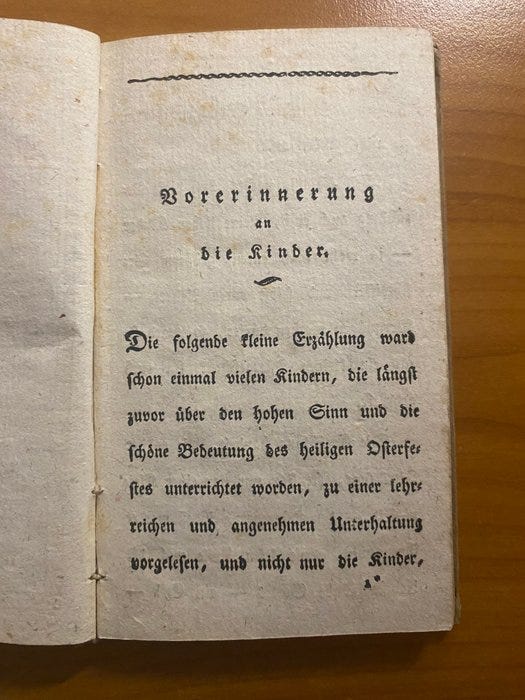 Vorerinnerung
an
die Kinder.
Die folgende kleine Erzählung ward
schon einmal vielen Kindern, die längst
zuvor über den hohen Sinn und die
schöne Bedeutung des heiligen Osterfe⸗
stes unterrichtet worden, zu einer lehr⸗
reichen und angenehmen Unterhaltung
vorgelesen, und nicht nur die Kinder,